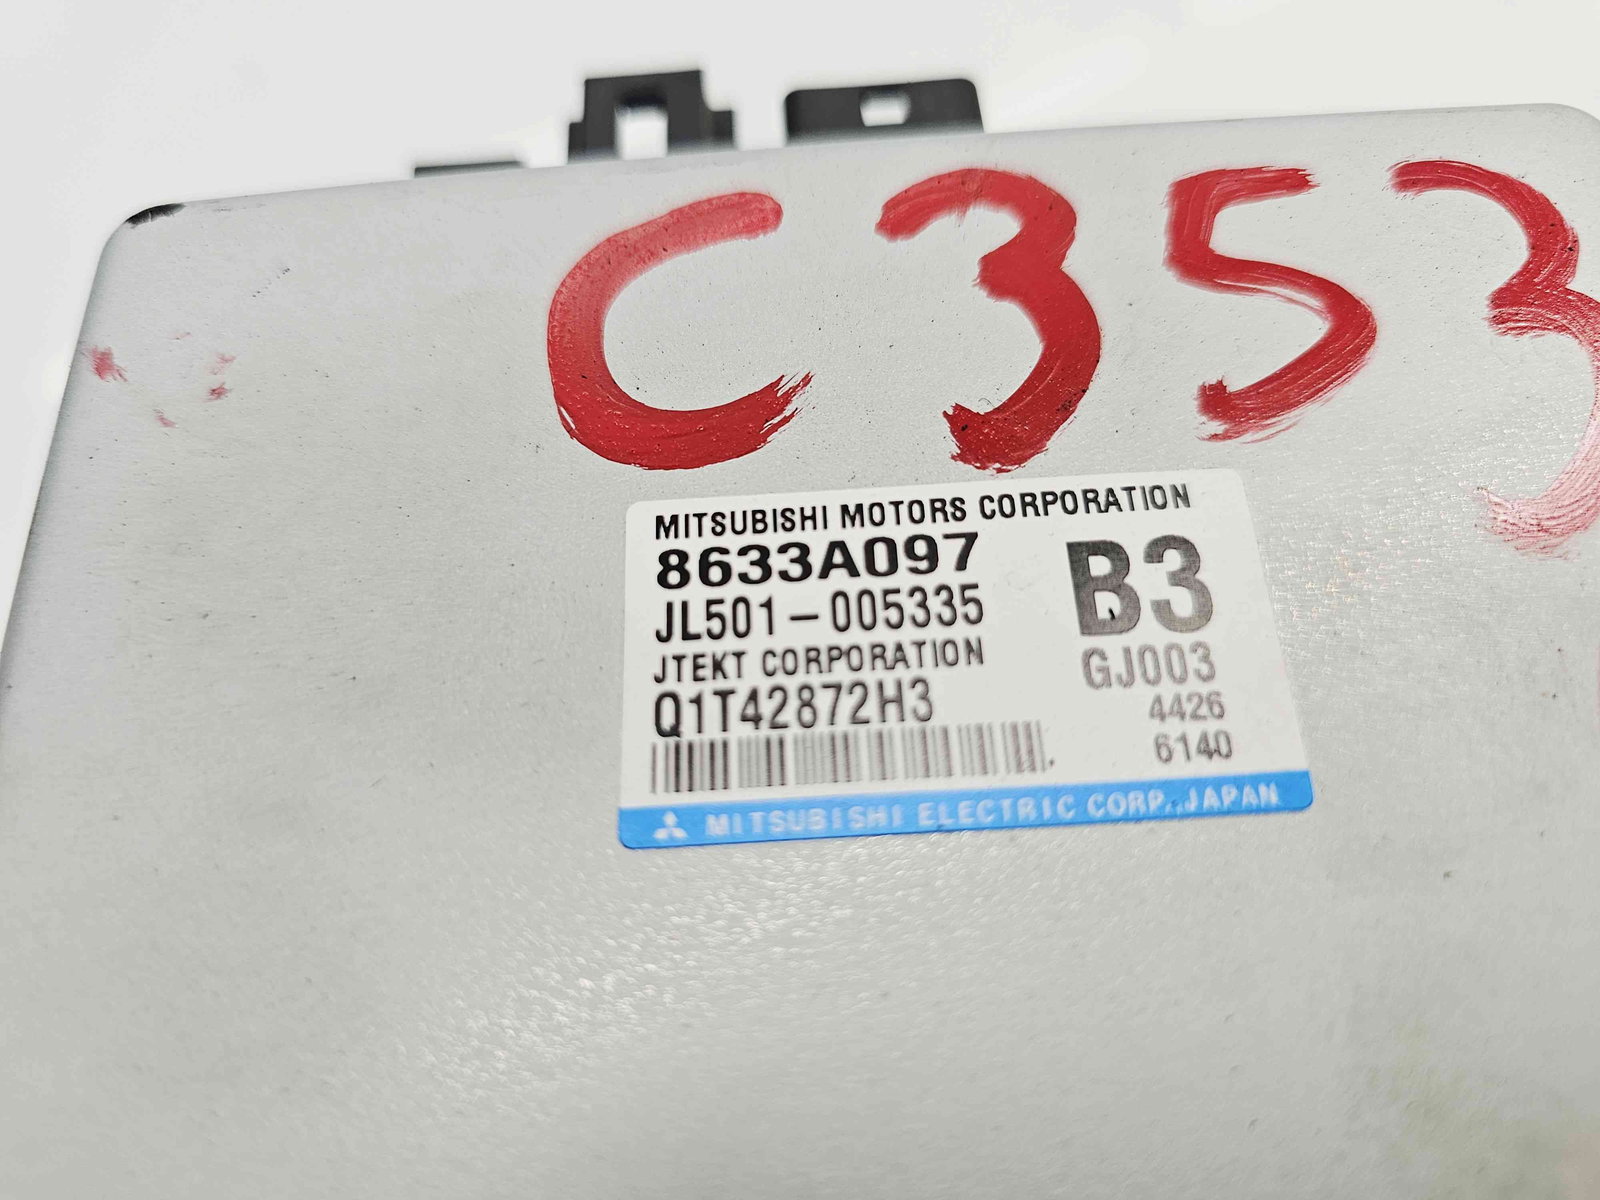 C353
MITSUBISHI MOTORS CORPORATION
8633A097
B3
JL501-005335
JTEKT CORPORATION
GJ003
Q1T42872H3
4426
6140
MITSUBISHI ELECTRIC CORP. JAPAN